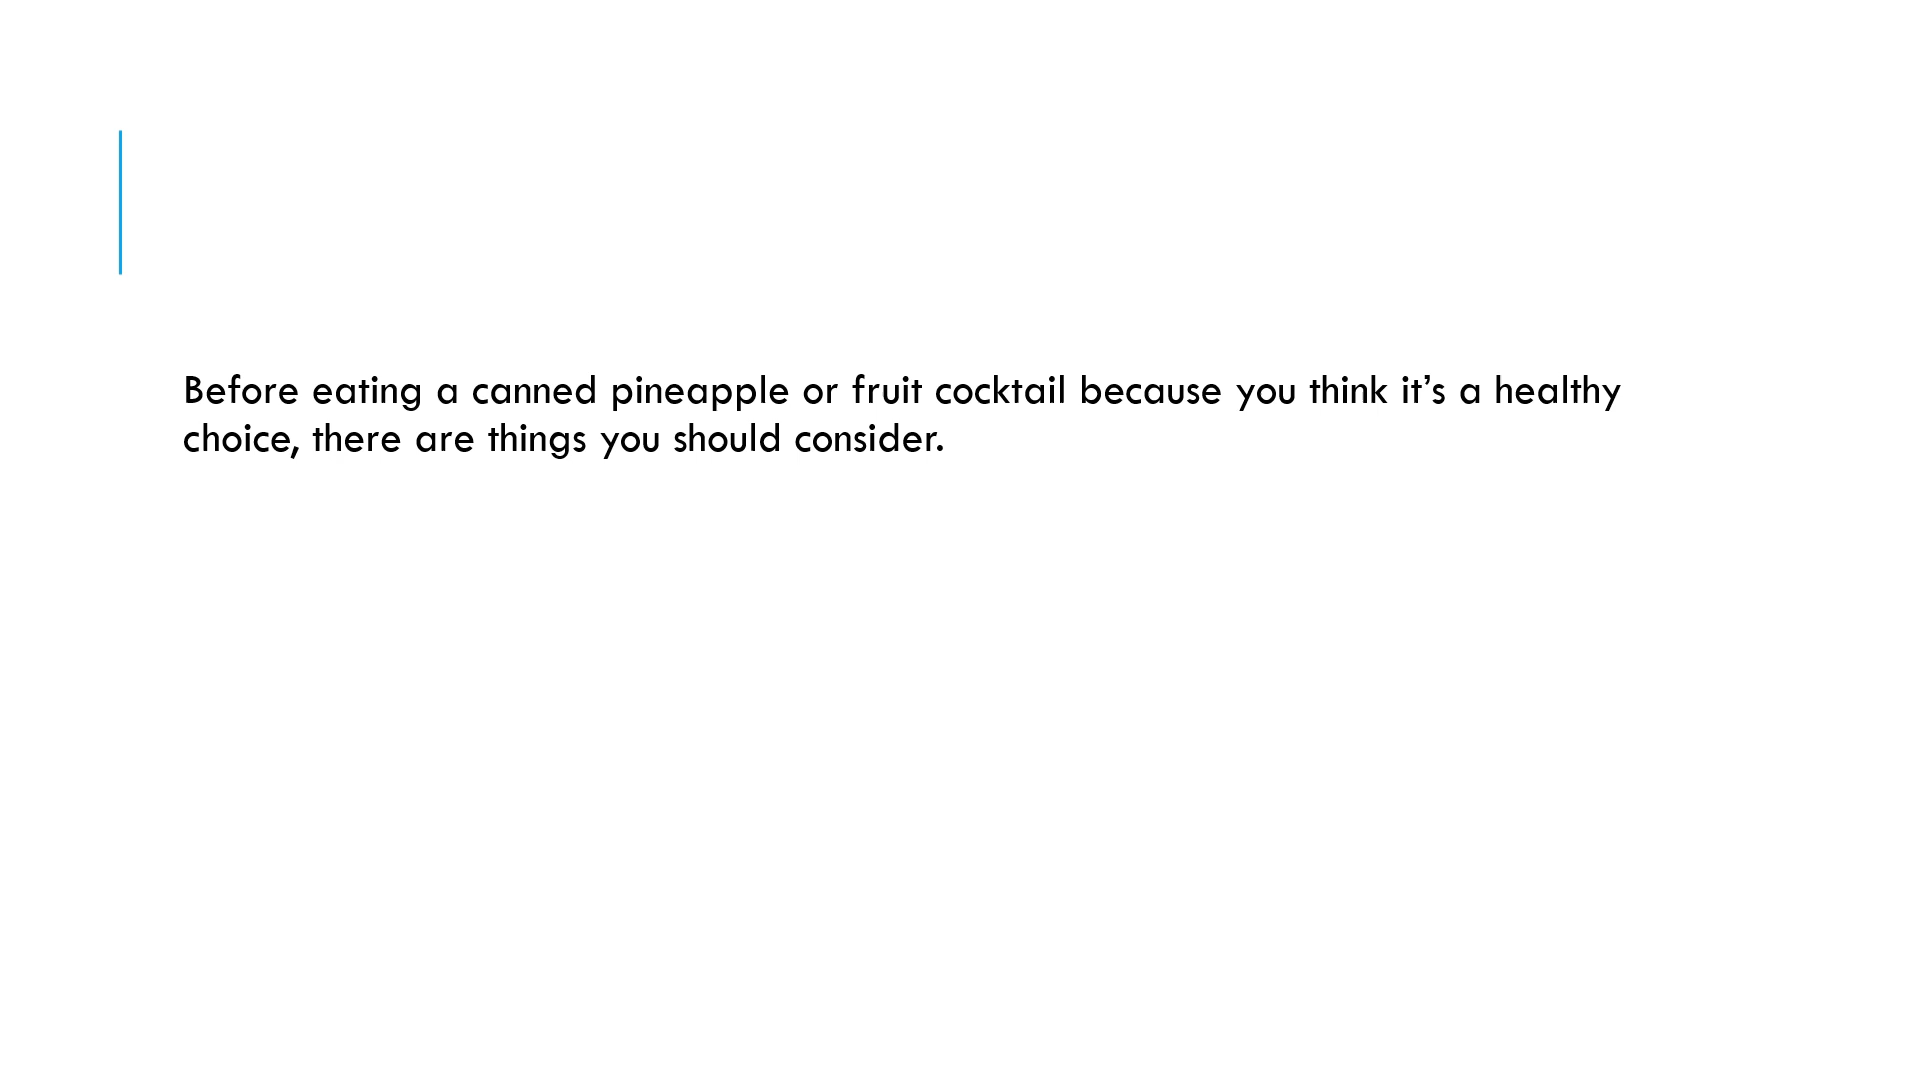 Before eating a canned pineapple or fruit cocktail because you think it’s a healthy
choice, there are things you should consider.